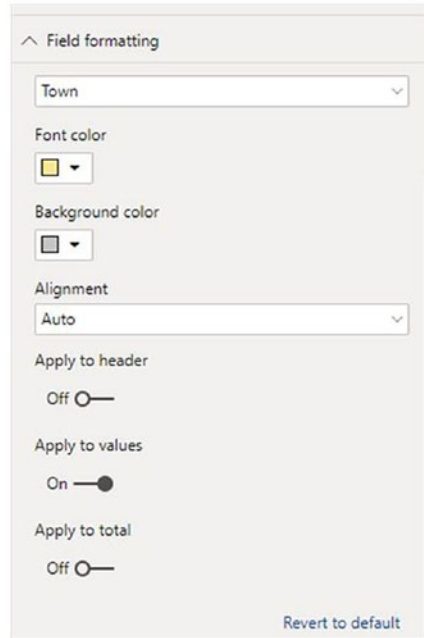 Field formatting
Town
Font color
Background color
Alignment
Auto
Apply to header
Off
Apply to values
On
Apply to total
Off
Revert to default